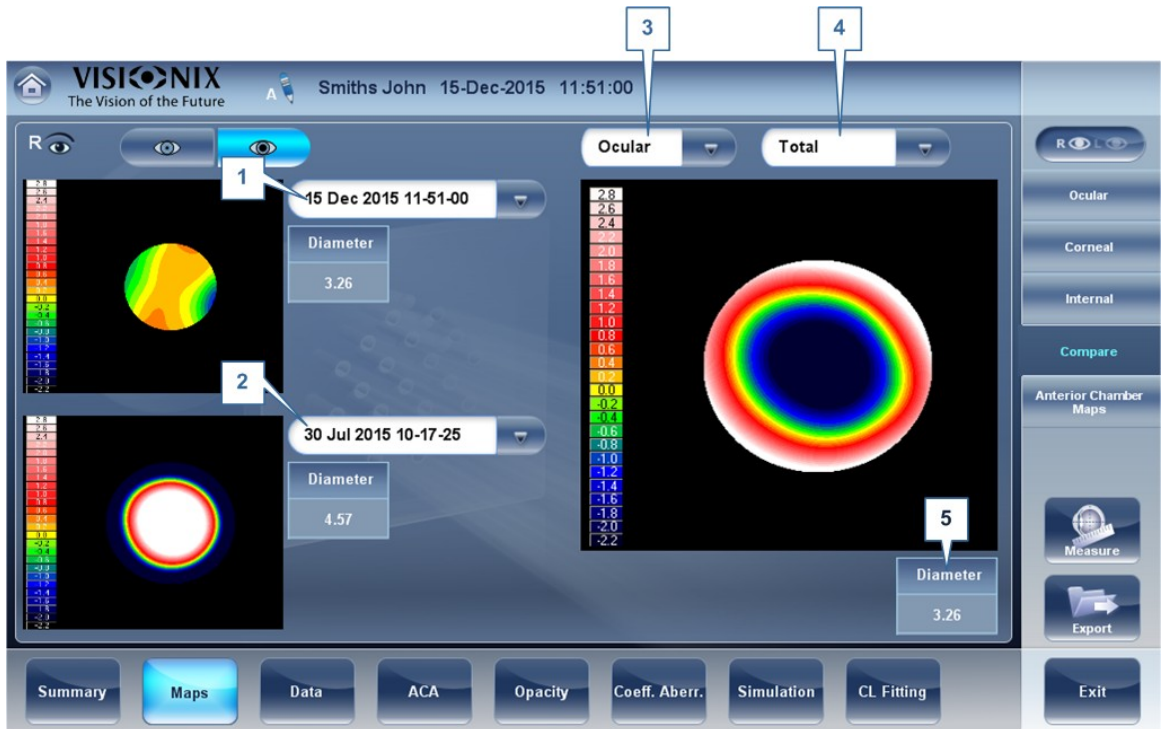 3
4
VISIONIX
The Vision of the Future
A
Smiths John 15-Dec-2015 11:51:00
R
Ocular
Total
R L
1
15 Dec 2015 11-51-00
Diameter
3.26
2
30 Jul 2015 10-17-25
Diameter
4.57
2.8
2.6
2.4
2.2
2.0
1.8
1.6
1.4
1.2
1.0
0.8
0.6
0.4
0.2
0.0
-0.2
-0.4
-0.6
-0.8
-1.0
-1.2
-1.4
-1.6
-1.8
-2.0
-2.2
5
Diameter
3.26
Ocular
Corneal
Internal
Compare
Anterior Chamber
Maps
Measure
Export
Summary
Maps
Data
ACA
Opacity
Coeff. Aberr.
Simulation
CL Fitting
Exit